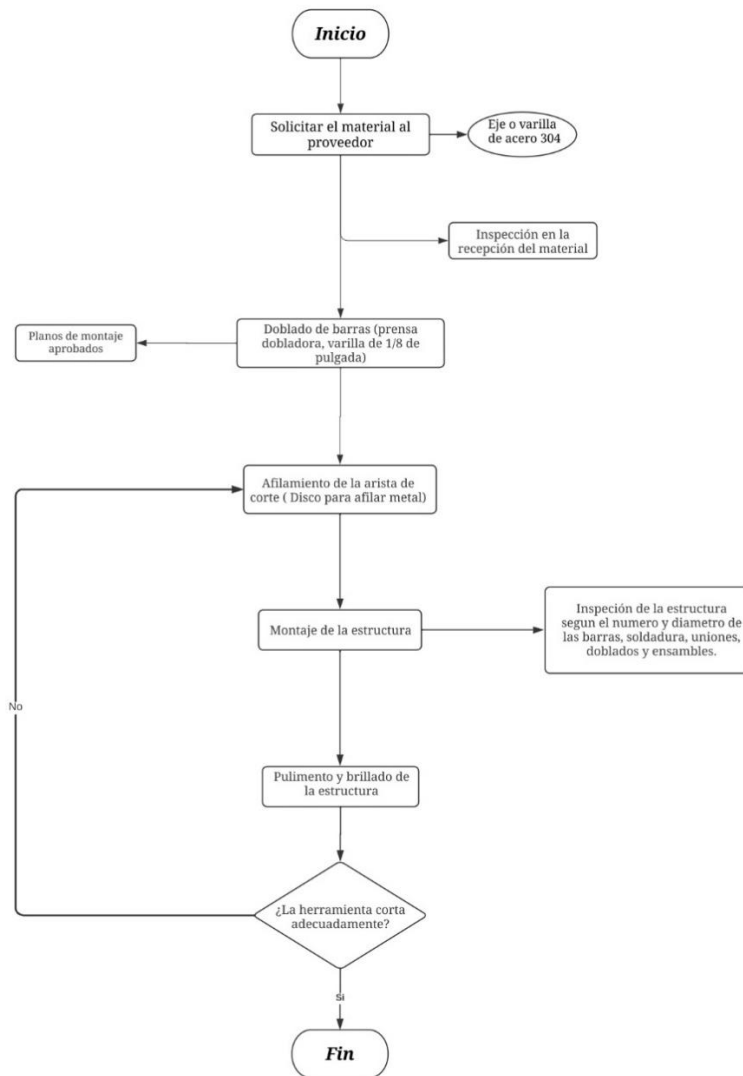 Inicio
Solicitar el material al
proveedor
Eje o varilla
de acero 304
Inspección en la
recepción del material
Planos de montaje
aprobados
Doblado de barras (prensa
dobladora, varilla de 1/8 de
pulgada)
Afilamiento de la arista de
corte ( Disco para afilar metal)
Montaje de la estructura
Inspeción de la estructura
segun el numero y diametro de
las barras, soldadura, uniones,
doblados y ensambles.
No
Pulimento y brillado de
la estructura
¿La herramienta corta
adecuadamente?
Si
Fin